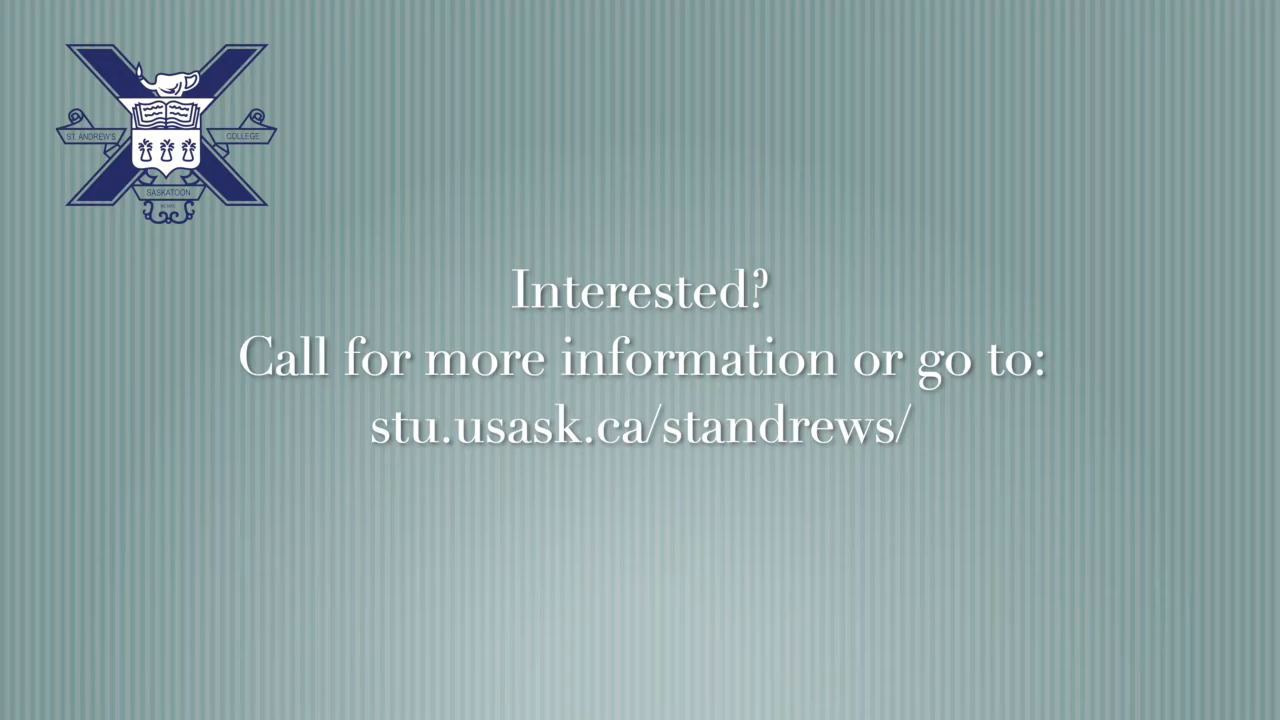 ST. ANDREW'S
COLLEGE
SASKATOON
Interested?
Call for more information or go to:
stu.usask.ca/standrews/